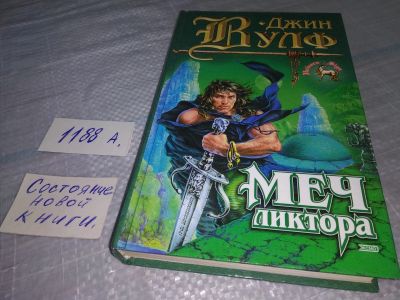 ДЖИН
ВУЛФ
1188 А.
Состояние
новой
книги.
МЕЧ
ЛИКТОРА